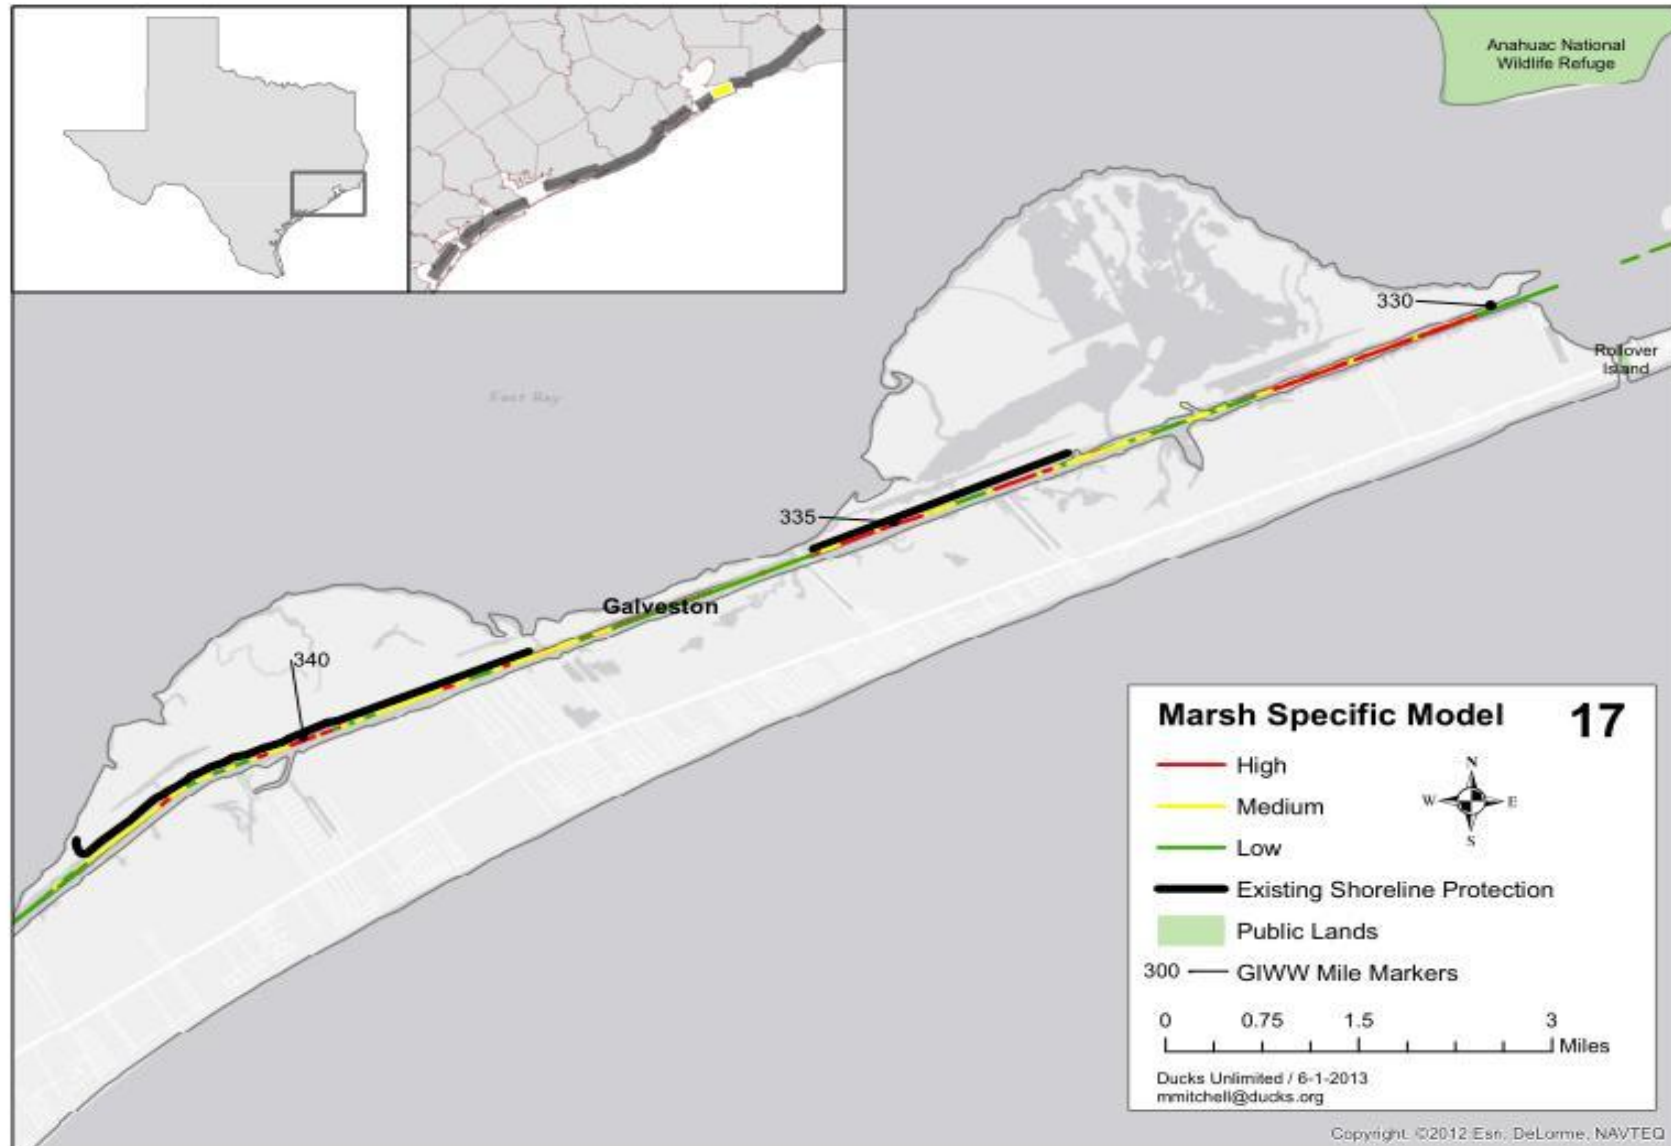 Anahuac National
Wildlife Refuge
330
Rollover
Island
East Bay
335
Galveston
340
Marsh Specific Model 17
High
N
W E
S
Medium
Low
Existing Shoreline Protection
Public Lands
300 GIWW Mile Markers
0 0.75 1.5 3
Miles
Ducks Unlimited / 6-1-2013
mmitchell@ducks.org
Copyright: ©2012 Esri, DeLorme, NAVTEQ